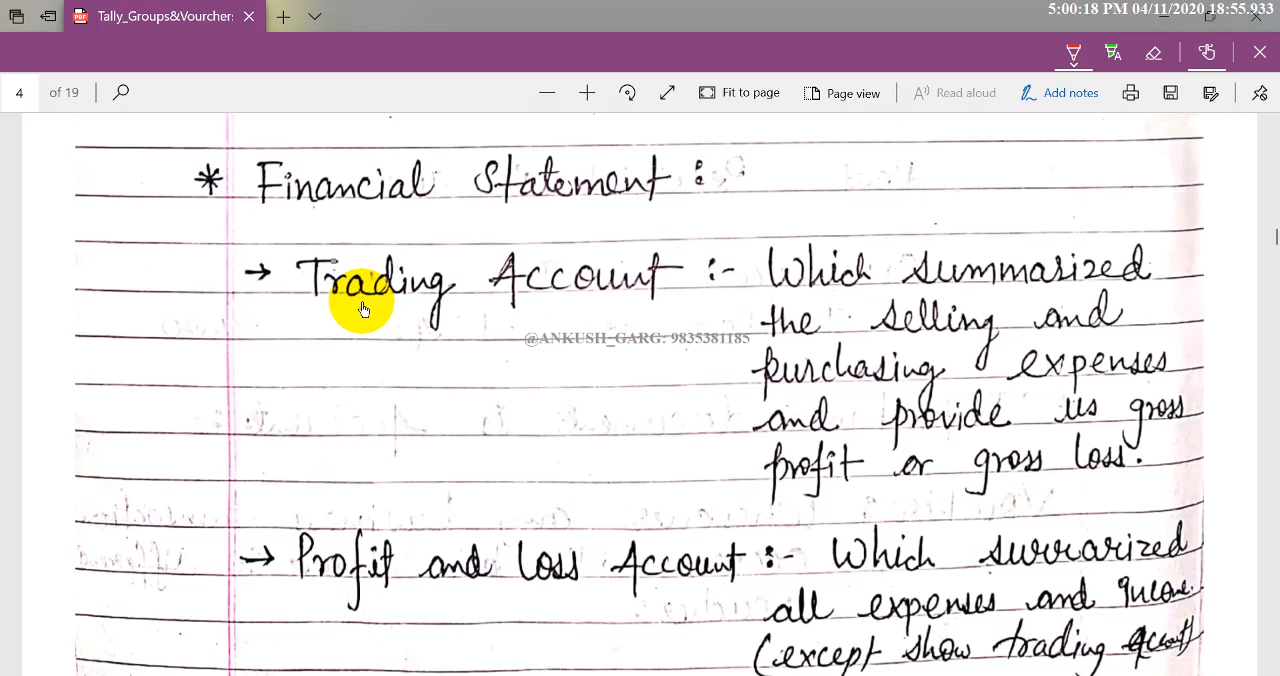 Tally_Groups&Vourcher:
5:00:18 PM 04/11/2020 18:55.933
4 of 19
Fit to page
Page view
Read aloud
Add notes
* Financial Statement :-
→ Trading Account :- Which summarized
the selling and
@ANKUSH_GARG: 9835381185
purchasing expenses
and provide us gross
profit or gross loss.
→ Profit and Loss Account :- Which surrarized
all expenses and Income.
(except show trading account)